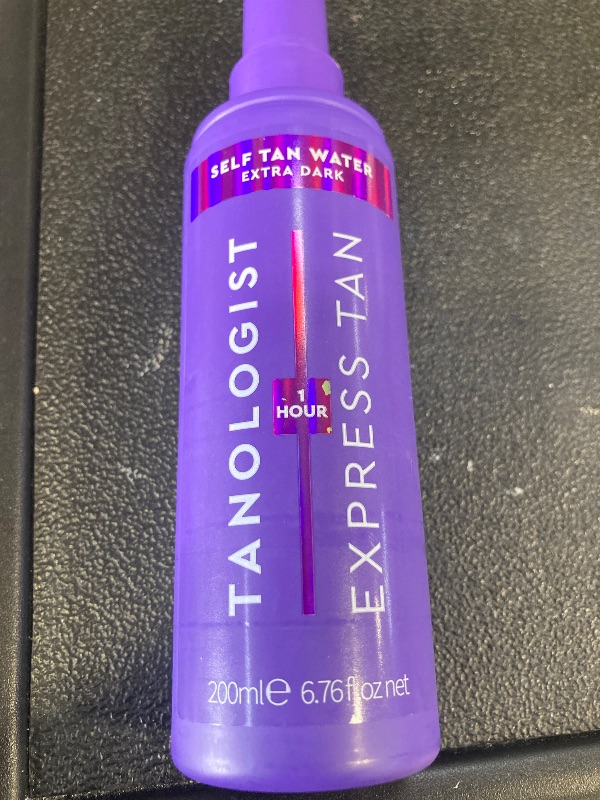 SELF TAN WATER
EXTRA DARK
TANOLOGIST
1
HOUR
EXPRESS TAN
200ml℮ 6.76 fl oz net